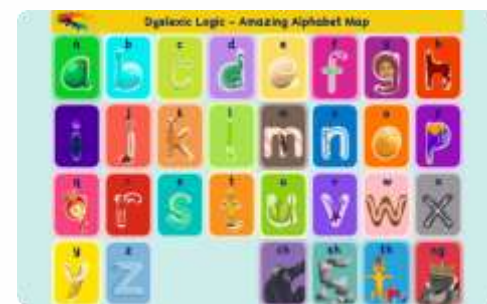 Dyslexic Logic - Amazing Alphabet Map
a b c d e f g h
i j k l m n o p
q r s t u v w x
y z ch sh th ng